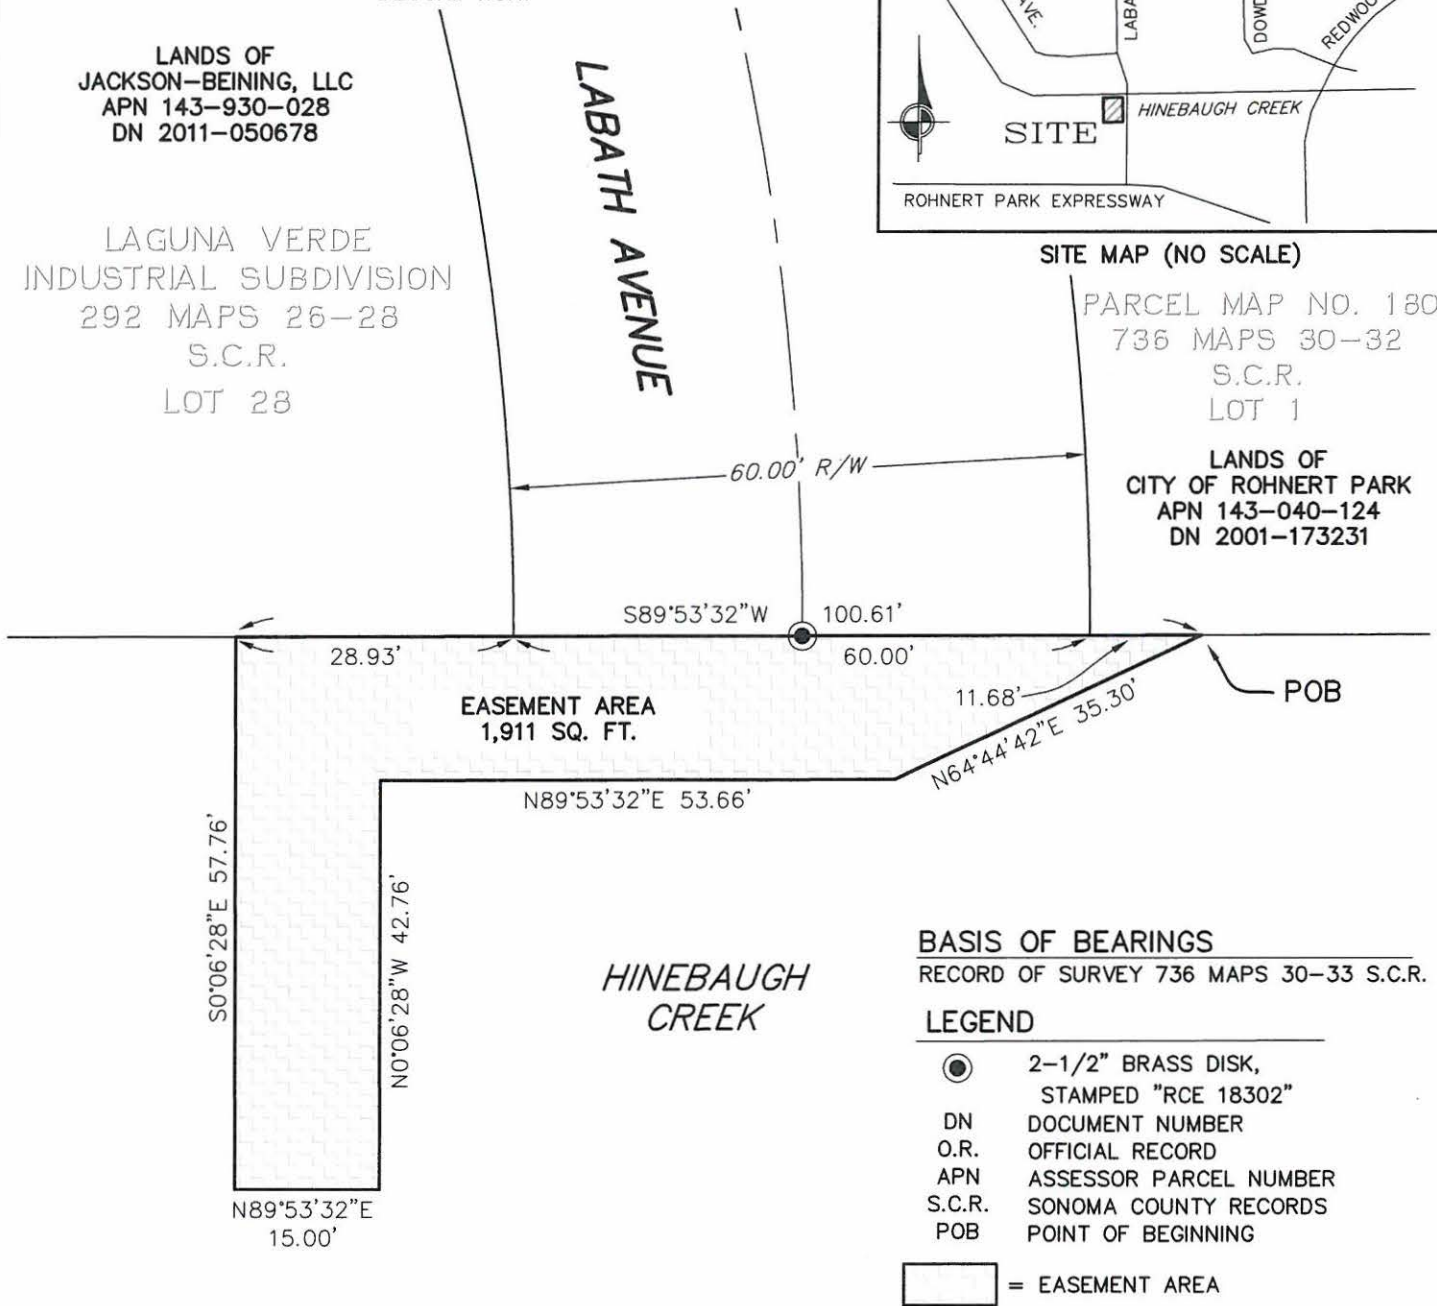 LANDS OF
JACKSON-BEINING, LLC
APN 143-930-028
DN 2011-050678
LAGUNA VERDE
INDUSTRIAL SUBDIVISION
292 MAPS 26-28
S.C.R.
LOT 28
LABATH AVENUE
AVE.
LABA
DOWD
REDWOO
HINEBAUGH CREEK
SITE
ROHNERT PARK EXPRESSWAY
SITE MAP (NO SCALE)
PARCEL MAP NO. 180
736 MAPS 30-32
S.C.R.
LOT 1
LANDS OF
CITY OF ROHNERT PARK
APN 143-040-124
DN 2001-173231
60.00' R/W
S89°53'32"W 100.61'
28.93'
60.00'
11.68'
POB
EASEMENT AREA
1,911 SQ. FT.
N64°44'42"E 35.30'
N89°53'32"E 53.66'
S0°06'28"E 57.76'
N0°06'28"W 42.76'
HINEBAUGH
CREEK
N89°53'32"E
15.00'
BASIS OF BEARINGS
RECORD OF SURVEY 736 MAPS 30-33 S.C.R.
LEGEND
2-1/2" BRASS DISK,
STAMPED "RCE 18302"
DN DOCUMENT NUMBER
O.R. OFFICIAL RECORD
APN ASSESSOR PARCEL NUMBER
S.C.R. SONOMA COUNTY RECORDS
POB POINT OF BEGINNING
= EASEMENT AREA